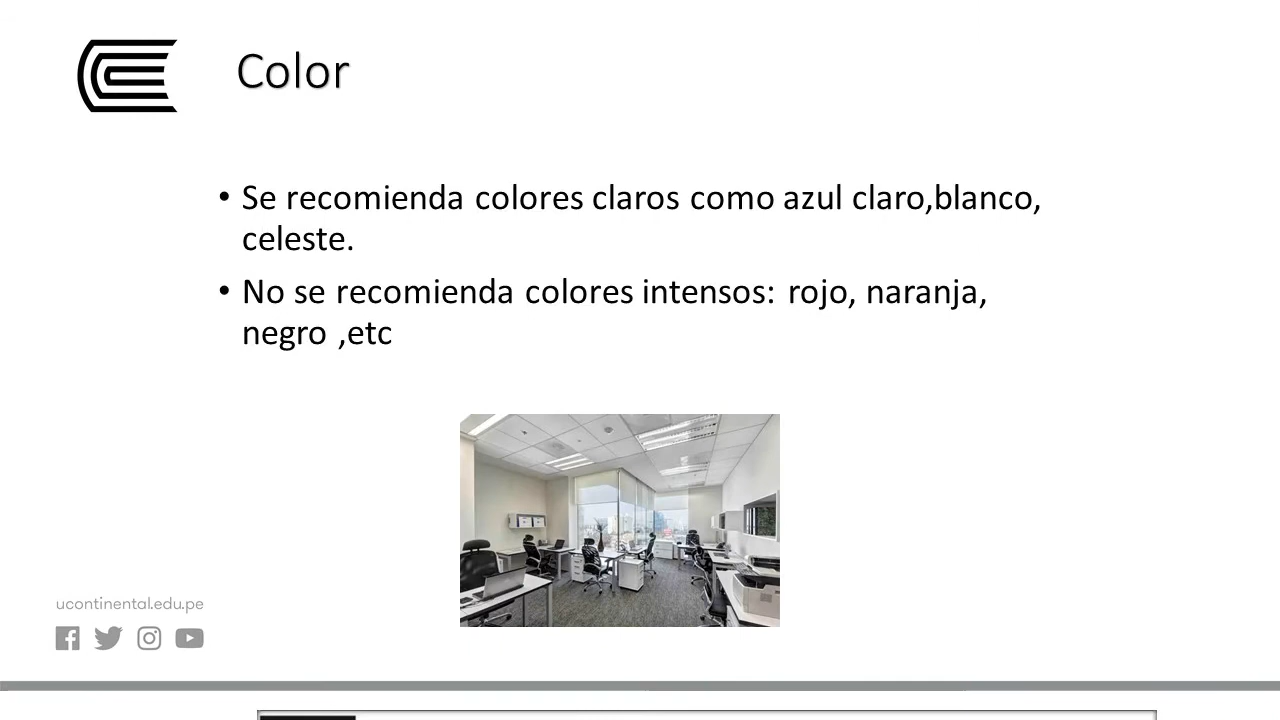 Color
• Se recomienda colores claros como azul claro,blanco,
celeste.
• No se recomienda colores intensos: rojo, naranja,
negro ,etc
ucontinental.edu.pe